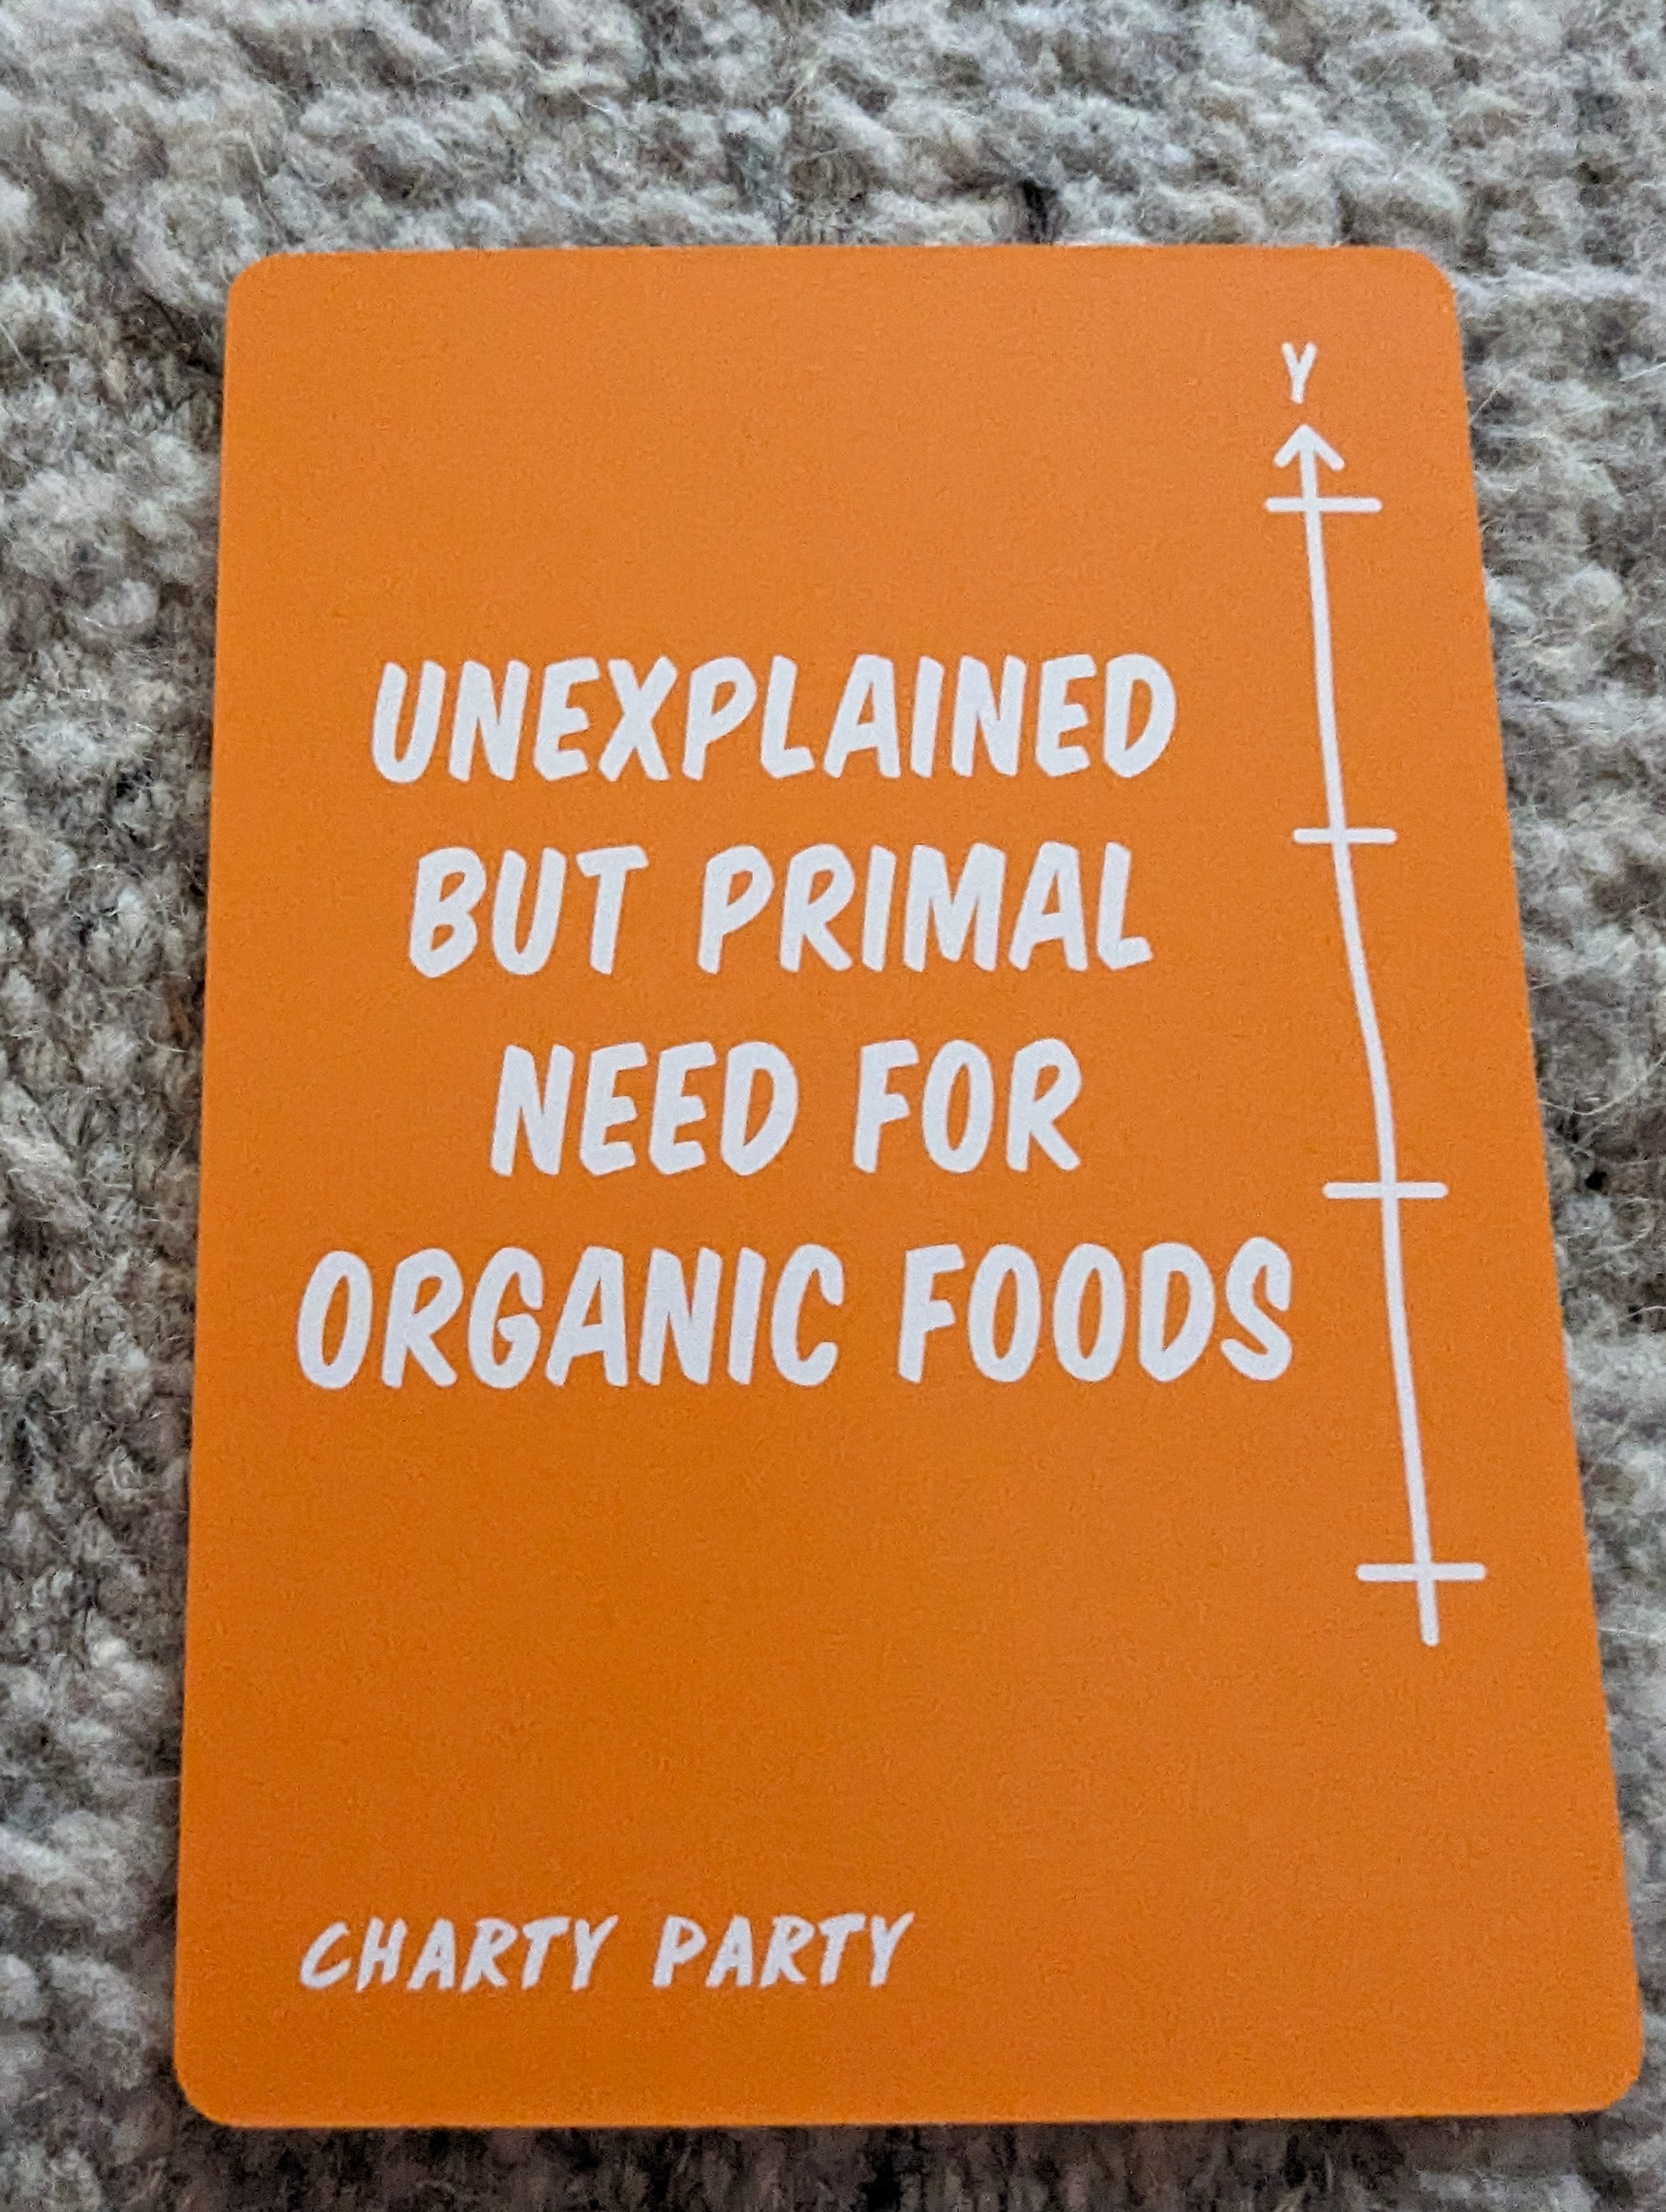 Y
UNEXPLAINED
BUT PRIMAL
NEED FOR
ORGANIC FOODS
CHARTY PARTY